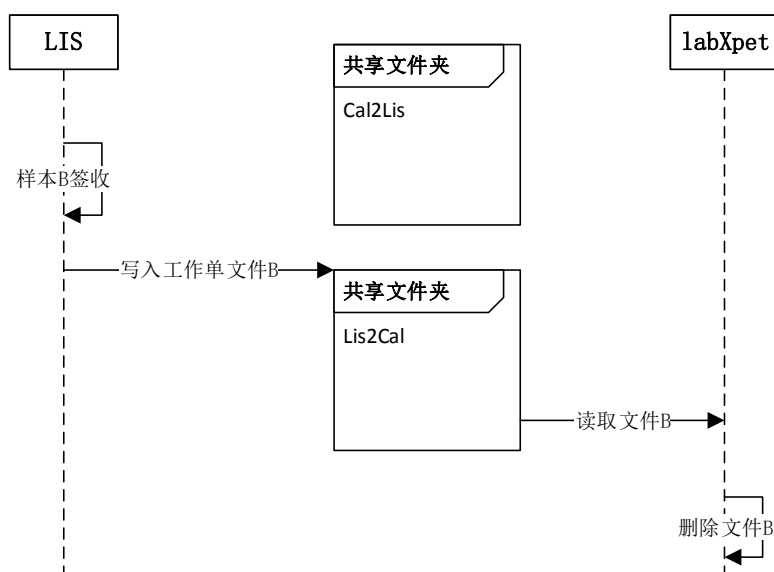 LIS
labXpet
共享文件夹
Cal2Lis
样本B签收
写入工作单文件B
共享文件夹
Lis2Cal
读取文件B
删除文件B